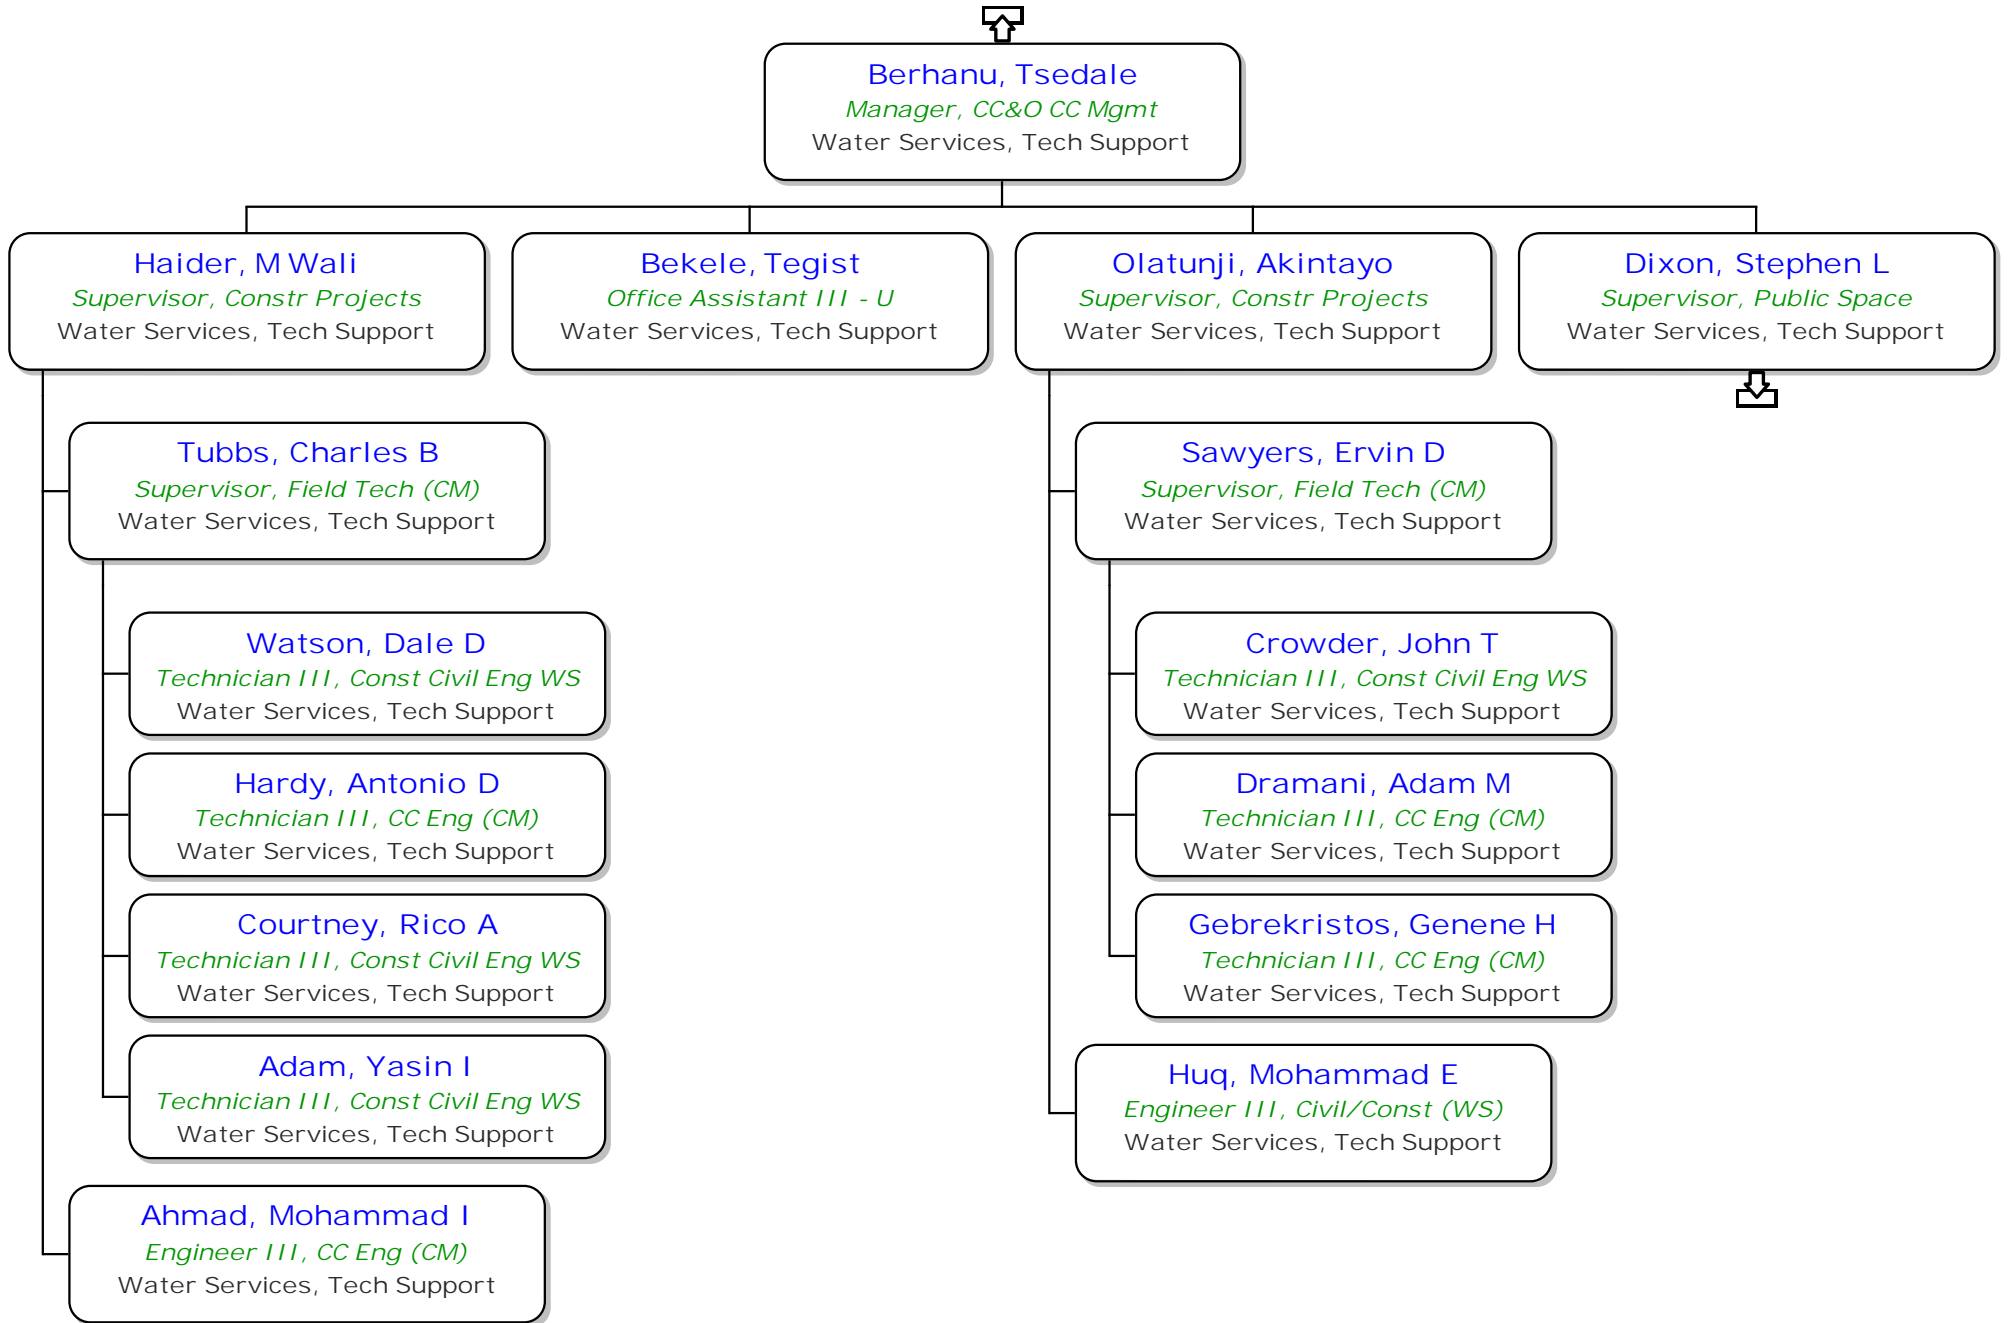 Berhanu, Tsedale
Manager, CC&O CC Mgmt
Water Services, Tech Support
Haider, M Wali
Supervisor, Constr Projects
Water Services, Tech Support
Bekele, Tegist
Office Assistant III - U
Water Services, Tech Support
Olatunji, Akintayo
Supervisor, Constr Projects
Water Services, Tech Support
Dixon, Stephen L
Supervisor, Public Space
Water Services, Tech Support
Tubbs, Charles B
Supervisor, Field Tech (CM)
Water Services, Tech Support
Watson, Dale D
Technician III, Const Civil Eng WS
Water Services, Tech Support
Hardy, Antonio D
Technician III, CC Eng (CM)
Water Services, Tech Support
Courtney, Rico A
Technician III, Const Civil Eng WS
Water Services, Tech Support
Adam, Yasin I
Technician III, Const Civil Eng WS
Water Services, Tech Support
Ahmad, Mohammad I
Engineer III, CC Eng (CM)
Water Services, Tech Support
Sawyers, Ervin D
Supervisor, Field Tech (CM)
Water Services, Tech Support
Crowder, John T
Technician III, Const Civil Eng WS
Water Services, Tech Support
Dramani, Adam M
Technician III, CC Eng (CM)
Water Services, Tech Support
Gebrekristos, Genene H
Technician III, CC Eng (CM)
Water Services, Tech Support
Huq, Mohammad E
Engineer III, Civil/Const (WS)
Water Services, Tech Support